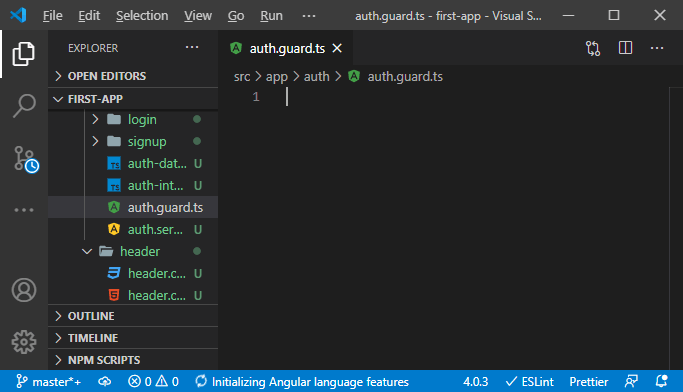 File Edit Selection View Go Run ··· auth.guard.ts - first-app - Visual S...
EXPLORER ···
auth.guard.ts
OPEN EDITORS
src > app > auth > auth.guard.ts
FIRST-APP
1
login
signup
TS auth-dat... U
TS auth-int... U
auth.guard.ts
auth.ser... U
header
header.c... U
header.c... U
OUTLINE
TIMELINE
NPM SCRIPTS
master*+ 0 0 Initializing Angular language features 4.0.3 ESLint Prettier